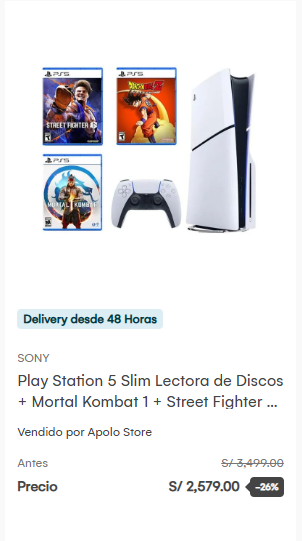 PS5
PS5
STREET FIGHTER 6
DRAGON BALL Z
KAKAROT
PS5
MORTAL KOMBAT
Delivery desde 48 Horas
SONY
Play Station 5 Slim Lectora de Discos
+ Mortal Kombat 1 + Street Fighter ...
Vendido por Apolo Store
Antes S/ 3,499.00
Precio S/ 2,579.00 -26%